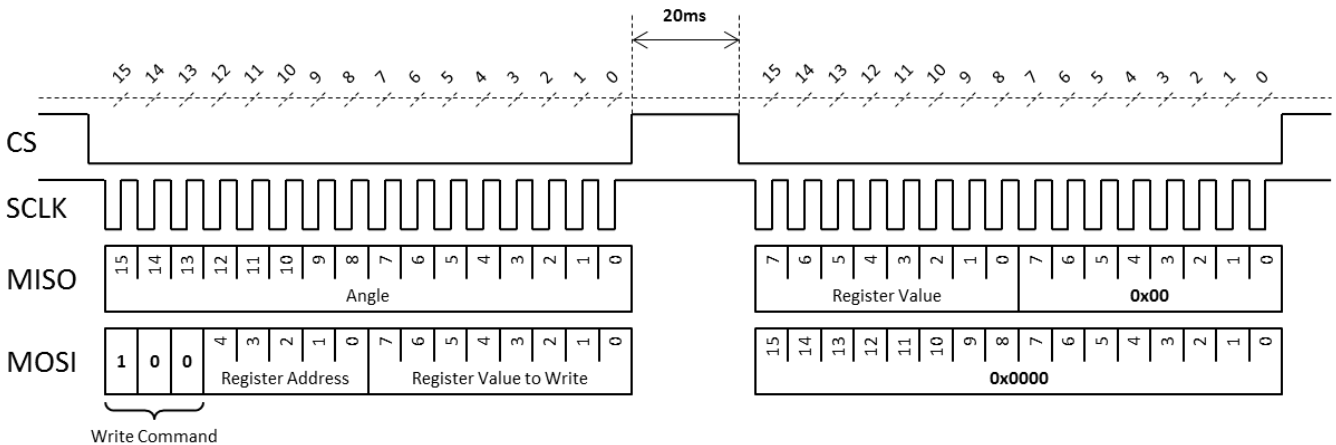 20ms
15 14 13 12 11 10 9 8 7 6 5 4 3 2 1 0 15 14 13 12 11 10 9 8 7 6 5 4 3 2 1 0
CS
SCLK
MISO 15 14 13 12 11 10 9 8 7 6 5 4 3 2 1 0 7 6 5 4 3 2 1 0 7 6 5 4 3 2 1 0
Angle Register Value 0x00
MOSI 1 0 0 4 3 2 1 0 7 6 5 4 3 2 1 0 15 14 13 12 11 10 9 8 7 6 5 4 3 2 1 0
Register Address Register Value to Write 0x0000
Write Command